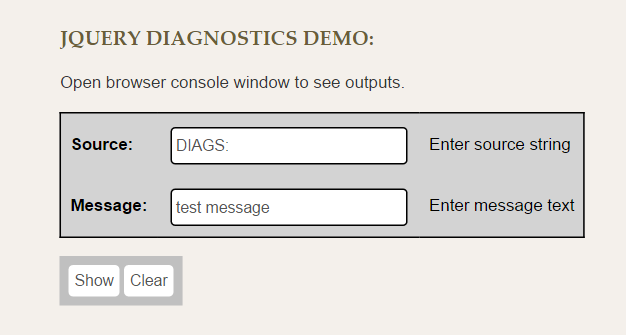 JQUERY DIAGNOSTICS DEMO:
Open browser console window to see outputs.
Source: DIAGS: Enter source string
Message: test message Enter message text
Show Clear